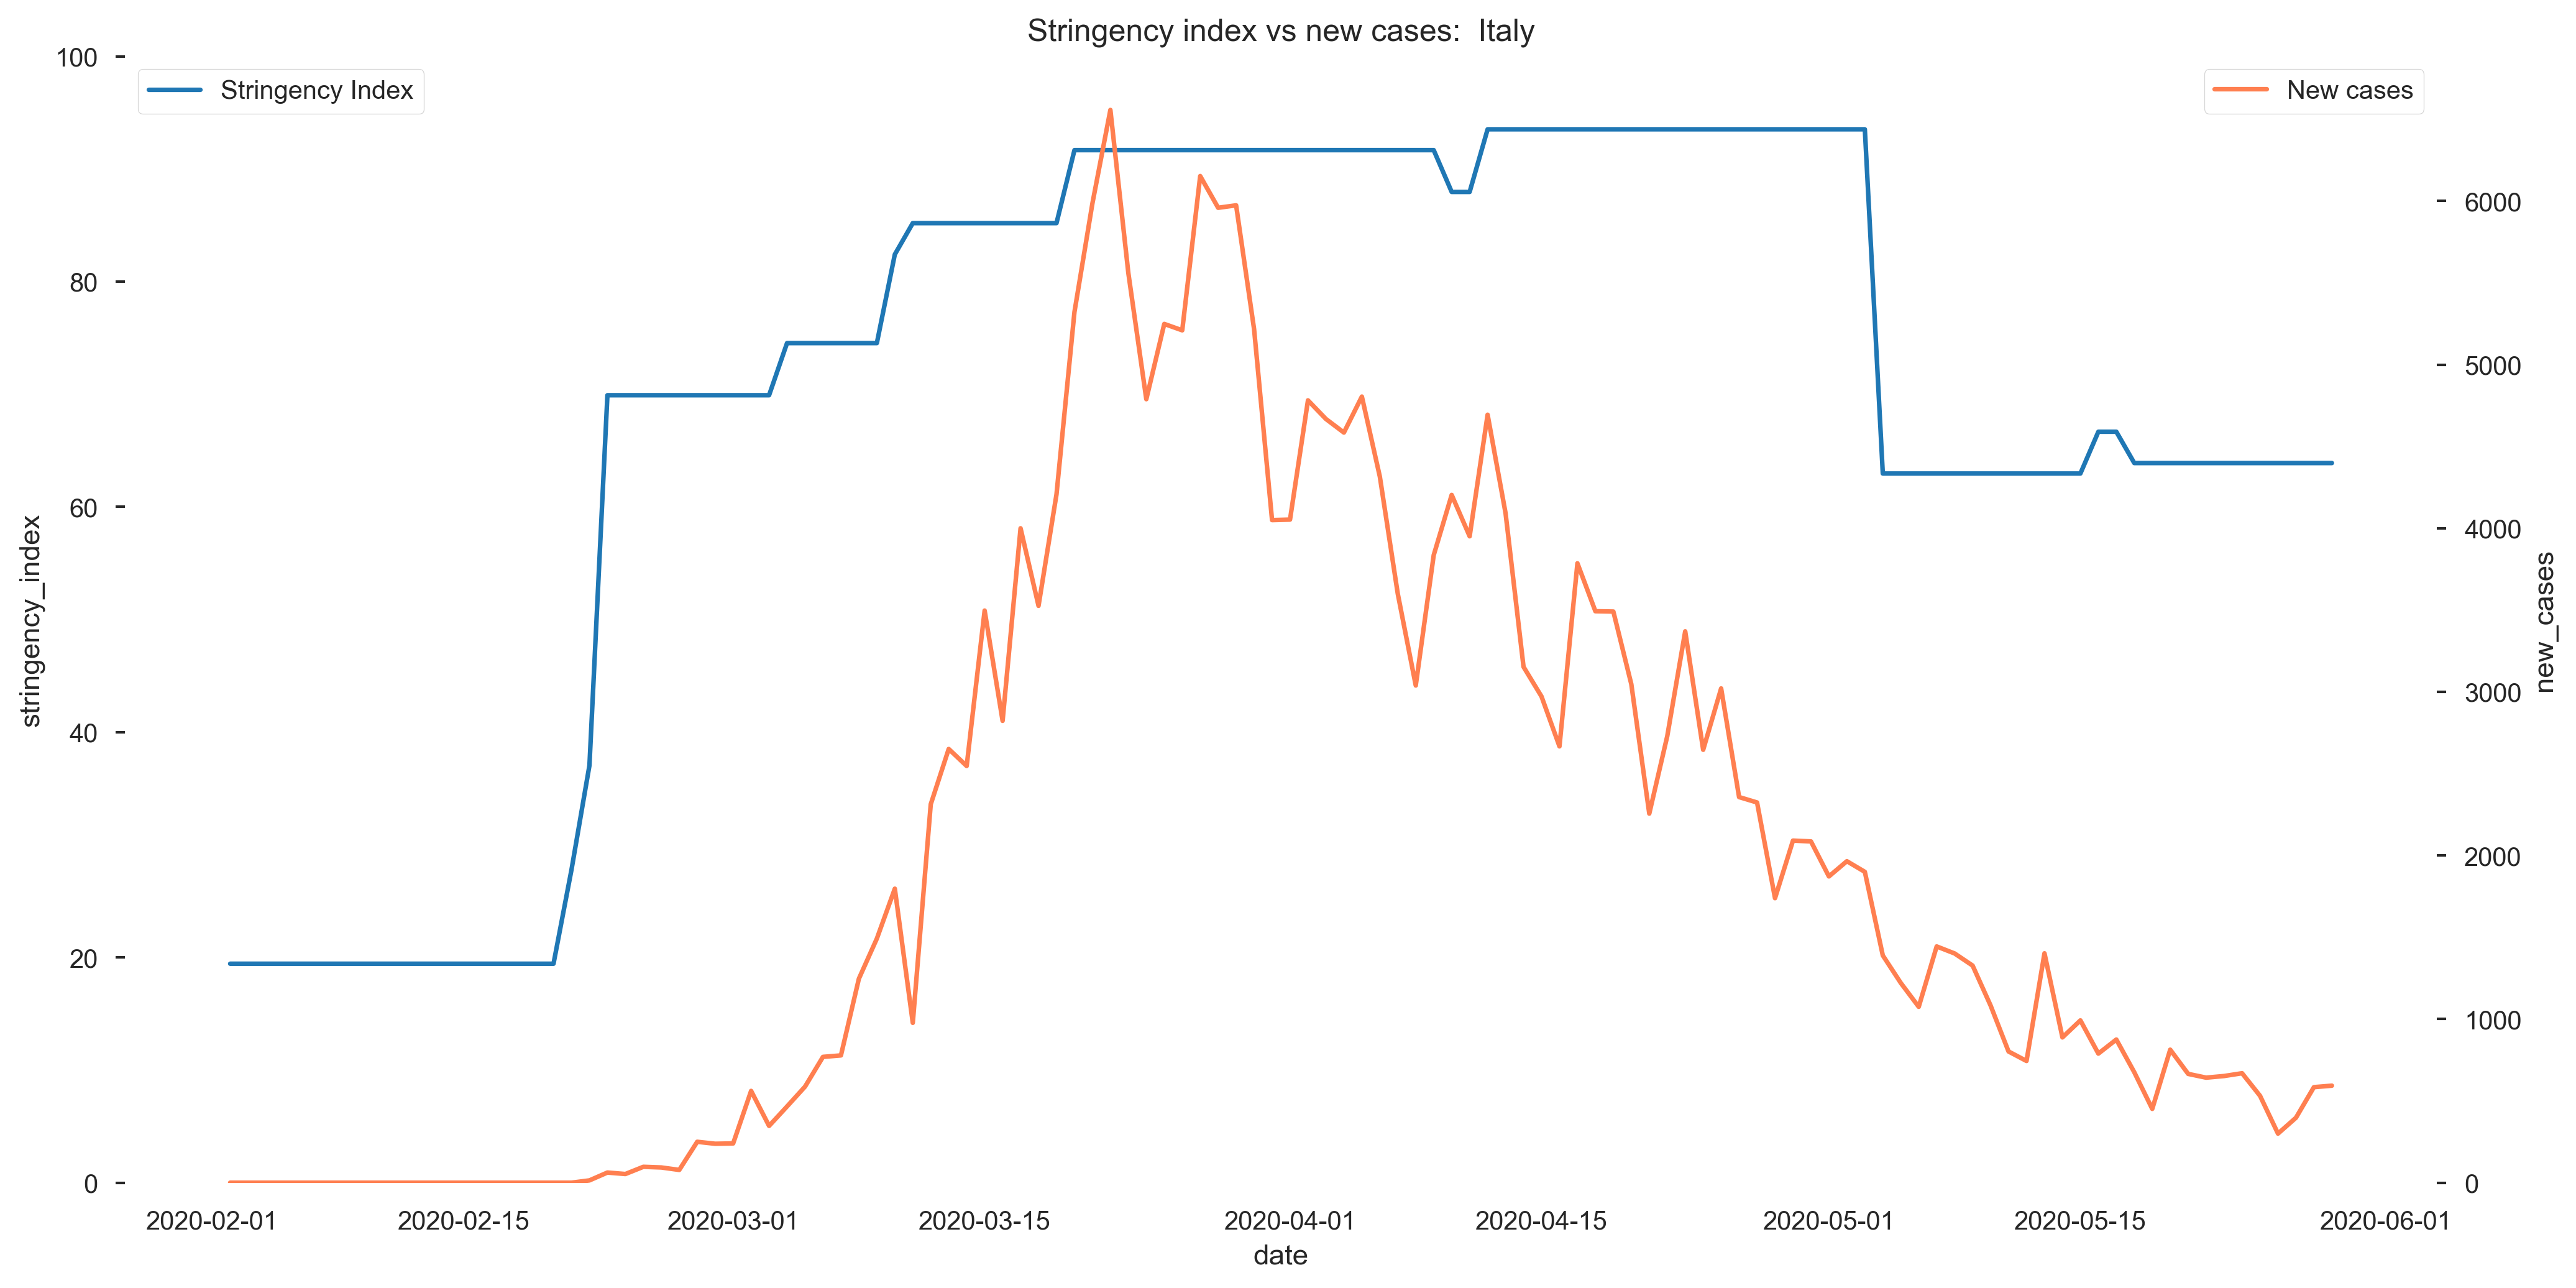 Stringency index vs new cases:  Italy
Stringency Index
New cases
100
80
60
40
20
0
stringency_index
6000
5000
4000
3000
2000
1000
0
new_cases
2020-02-01 2020-02-15 2020-03-01 2020-03-15 2020-04-01 2020-04-15 2020-05-01 2020-05-15 2020-06-01
date